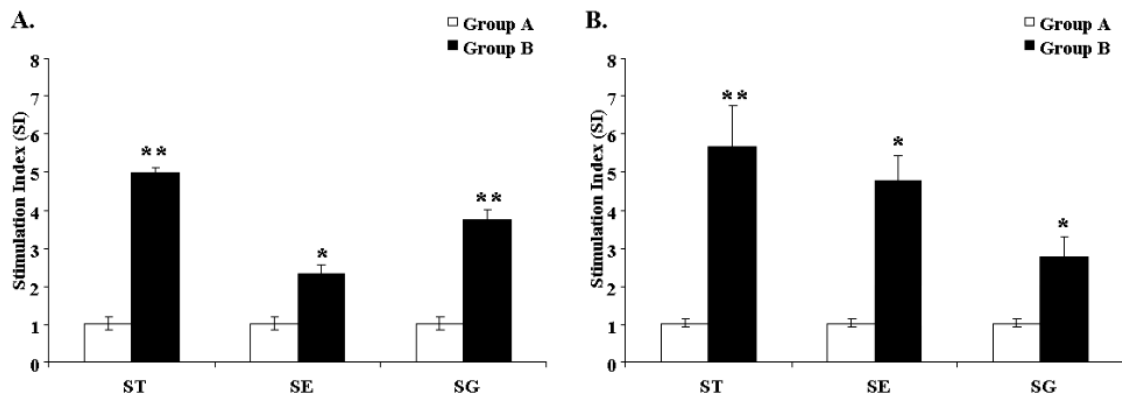 A.
Group A
Group B
Stimulation Index (SI)
8
7
6
5
4
3
2
1
0
**
*
**
ST SE SG
B.
Group A
Group B
Stimulation Index (SI)
8
7
6
5
4
3
2
1
0
**
*
*
ST SE SG